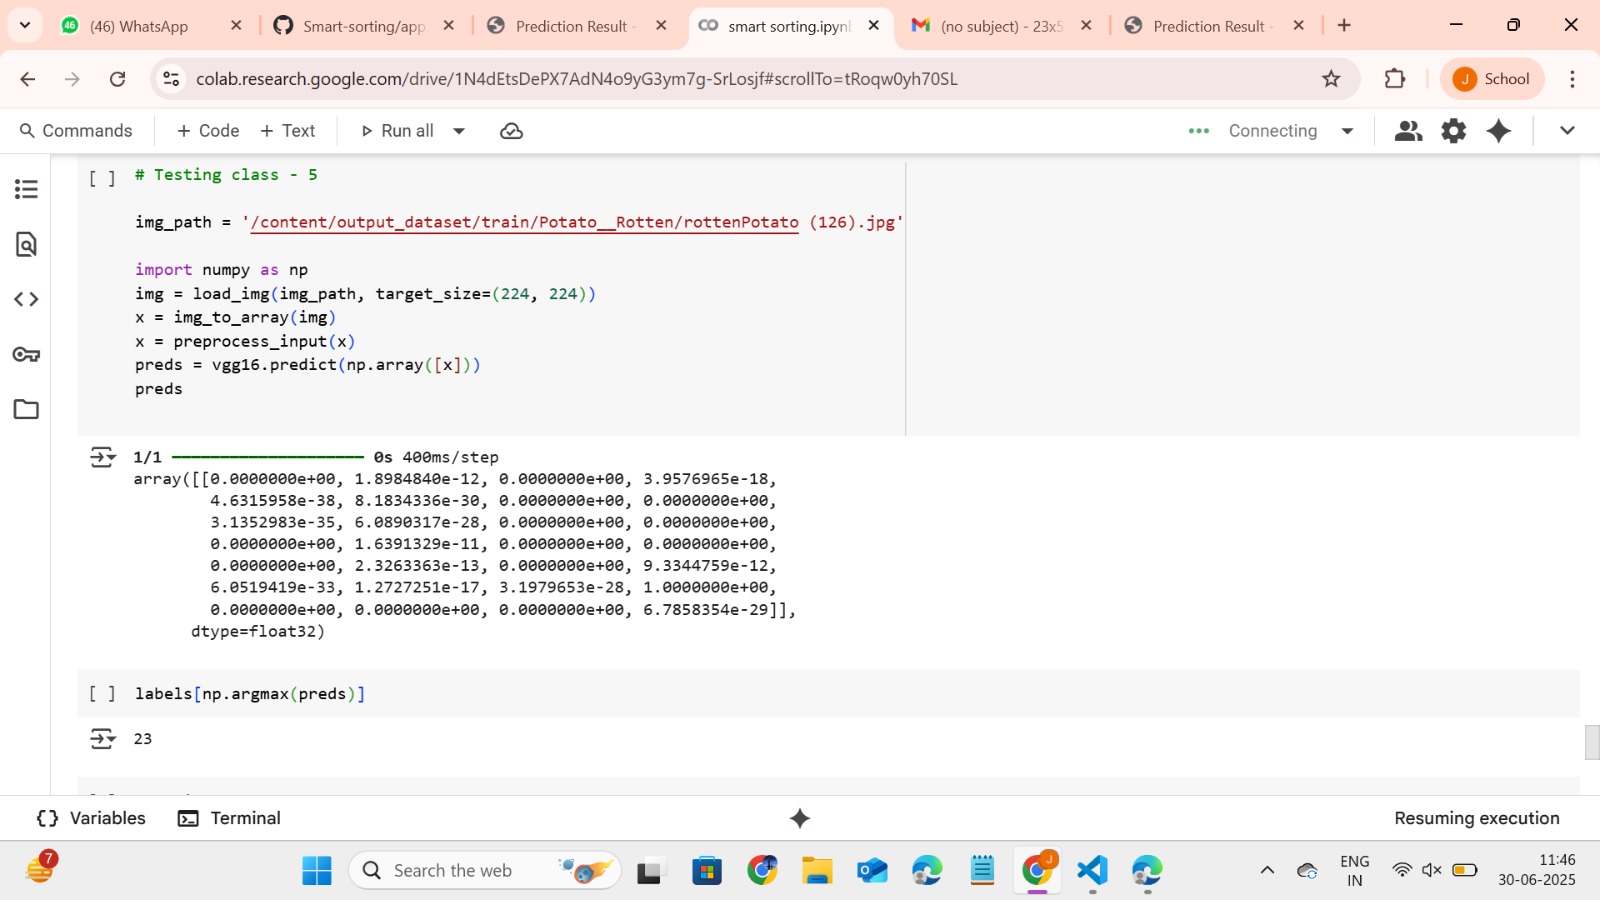 (46) WhatsApp
Smart-sorting/app
Prediction Result -
smart sorting.ipynb
(no subject) - 23x5
Prediction Result -
colab.research.google.com/drive/1N4dEtsDePX7AdN4o9yG3ym7g-SrLosjf#scrollTo=tRoqw0yh70SL
J School
Commands
+ Code + Text
Run all
Connecting
[ ] # Testing class - 5
img_path = '/content/output_dataset/train/Potato__Rotten/rottenPotato (126).jpg'
import numpy as np
img = load_img(img_path, target_size=(224, 224))
x = img_to_array(img)
x = preprocess_input(x)
preds = vgg16.predict(np.array([x]))
preds
1/1 ━━━━━━━━━━━━━━━━━━━━ 0s 400ms/step
array([[0.0000000e+00, 1.8984840e-12, 0.0000000e+00, 3.9576965e-18,
4.6315958e-38, 8.1834336e-30, 0.0000000e+00, 0.0000000e+00,
3.1352983e-35, 6.0890317e-28, 0.0000000e+00, 0.0000000e+00,
0.0000000e+00, 1.6391329e-11, 0.0000000e+00, 0.0000000e+00,
0.0000000e+00, 2.3263363e-13, 0.0000000e+00, 9.3344759e-12,
6.0519419e-33, 1.2727251e-17, 3.1979653e-28, 1.0000000e+00,
0.0000000e+00, 0.0000000e+00, 0.0000000e+00, 6.7858354e-29]],
dtype=float32)
[ ] labels[np.argmax(preds)]
23
{} Variables
Terminal
Resuming execution
7
Search the web
J
ENG
IN
11:46
30-06-2025